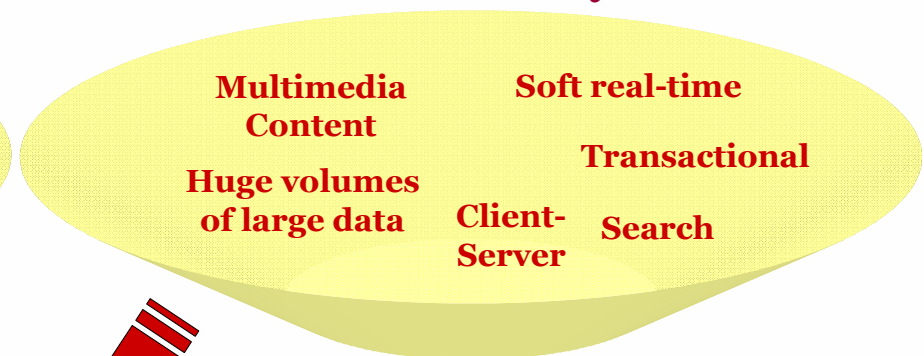 Multimedia
Content
Soft real-time
Transactional
Huge volumes
of large data
Client-
Server
Search